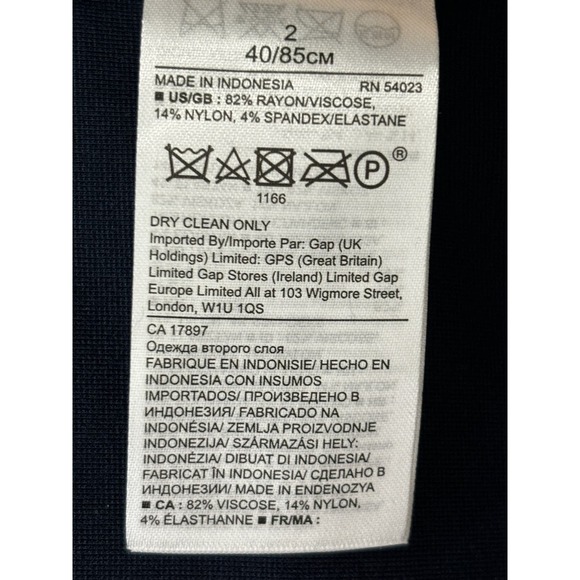 2
40/85CM
MADE IN INDONESIA RN 54023
■ US/GB : 82% RAYON/VISCOSE,
14% NYLON, 4% SPANDEX/ELASTANE
P ®
1166
DRY CLEAN ONLY
Imported By/Importe Par: Gap (UK
Holdings) Limited: GPS (Great Britain)
Limited Gap Stores (Ireland) Limited Gap
Europe Limited All at 103 Wigmore Street,
London, W1U 1QS
CA 17897
Одежда второго слоя
FABRIQUE EN INDONISIE/ HECHO EN
INDONESIA CON INSUMOS
IMPORTADOS/ ПРОИЗВЕДЕНО В
ИНДОНЕЗИЯ/ FABRICADO NA
INDONÉSIA/ ZEMLJA PROIZVODNJE
INDONEZIJA/ SZÁRMAZÁSI HELY:
INDONÉZIA/ DIBUAT DI INDONESIA/
FABRICAT ÎN INDONEZIA/ СДЕЛАНО В
ИНДОНЕЗИИ/ MADE IN ENDENOZYA
■ CA : 82% VISCOSE, 14% NYLON,
4% ÉLASTHANNE ■ FR/MA :